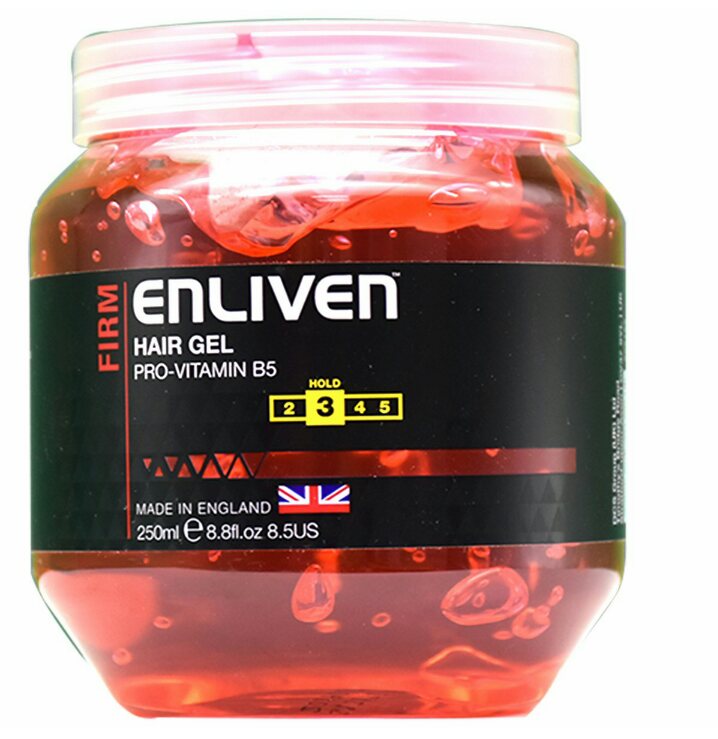 FIRM
ENLIVEN™
HAIR GEL
PRO-VITAMIN B5
HOLD
2 3 4 5
MADE IN ENGLAND
250ml ℮ 8.8fl.oz 8.5US